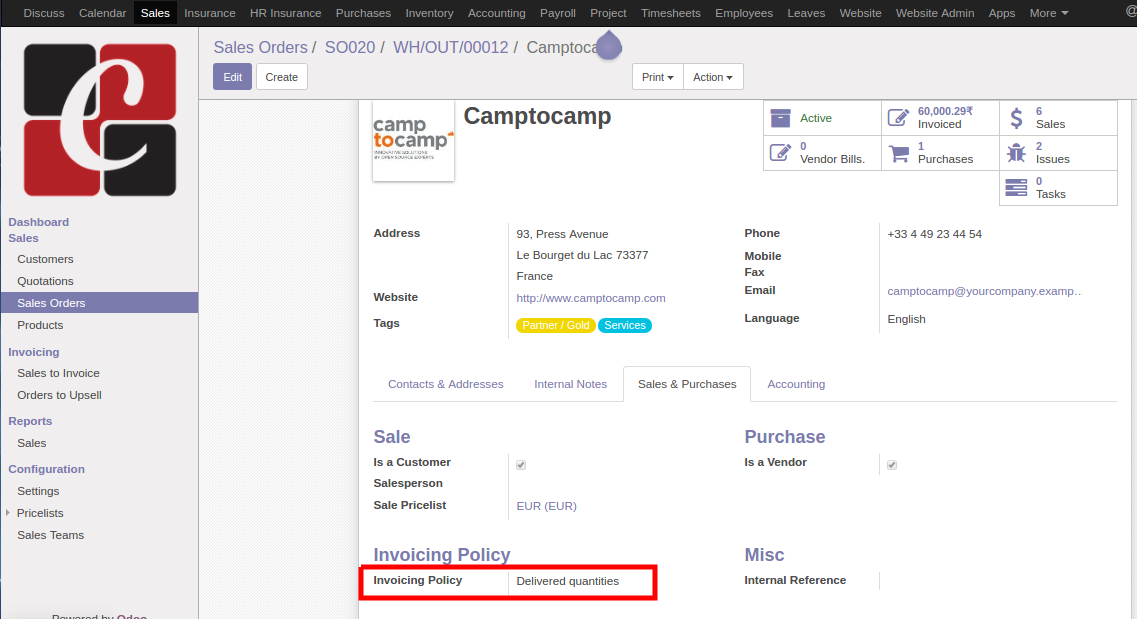 Discuss Calendar Sales Insurance HR Insurance Purchases Inventory Accounting Payroll Project Timesheets Employees Leaves Website Website Admin Apps More @
Sales Orders / SO020 / WH/OUT/00012 / Camptoca
Edit Create Print Action
C
Dashboard
Sales
Customers
Quotations
Sales Orders
Products
Invoicing
Sales to Invoice
Orders to Upsell
Reports
Sales
Configuration
Settings
Pricelists
Sales Teams
Powered by Odoo
camp
tocamp
INNOVATIVE SOLUTIONS
BY OPEN SOURCE EXPERTS
Camptocamp
Active
60,000.29₹
Invoiced
6
Sales
0
Vendor Bills.
1
Purchases
2
Issues
0
Tasks
Address
93, Press Avenue
Le Bourget du Lac 73377
France
Website http://www.camptocamp.com
Tags Partner / Gold Services
Phone +33 4 49 23 44 54
Mobile
Fax
Email camptocamp@yourcompany.examp...
Language English
Contacts & Addresses Internal Notes Sales & Purchases Accounting
Sale
Is a Customer
Salesperson
Sale Pricelist EUR (EUR)
Purchase
Is a Vendor
Invoicing Policy
Invoicing Policy Delivered quantities
Misc
Internal Reference